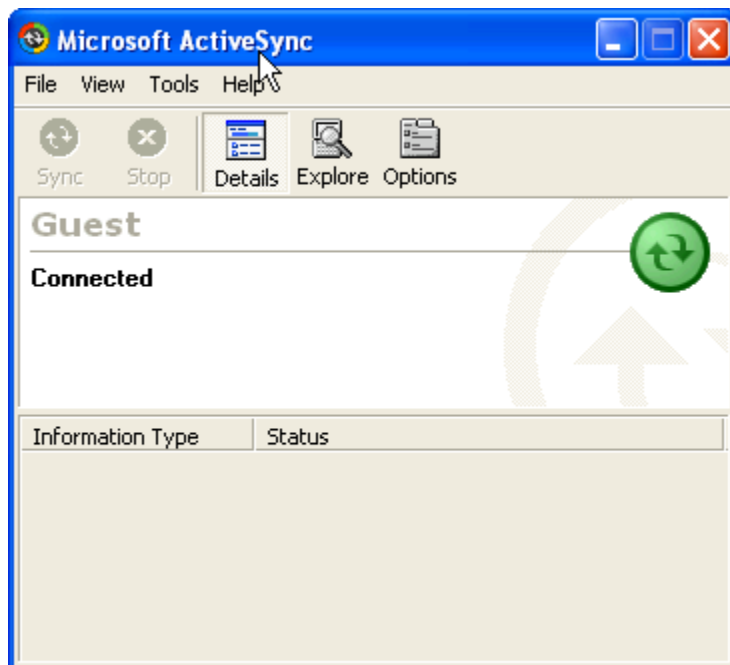 Microsoft ActiveSync
File View Tools Help
Sync Stop Details Explore Options
Guest
Connected
Information Type Status